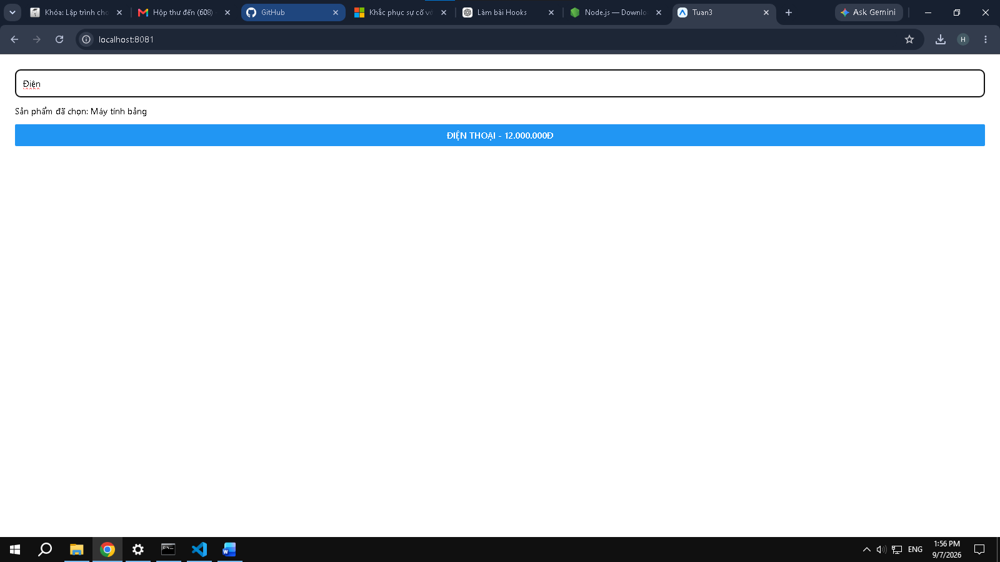 Khóa: Lập trình cho
Hộp thư đến (608)
GitHub
Khắc phục sự cố vớ
Làm bài Hooks
Node.js — Downlo
Tuan3
Ask Gemini
localhost:8081
H
Điện
Sản phẩm đã chọn: Máy tính bảng
ĐIỆN THOẠI - 12.000.000Đ
ENG
1:56 PM
9/7/2026